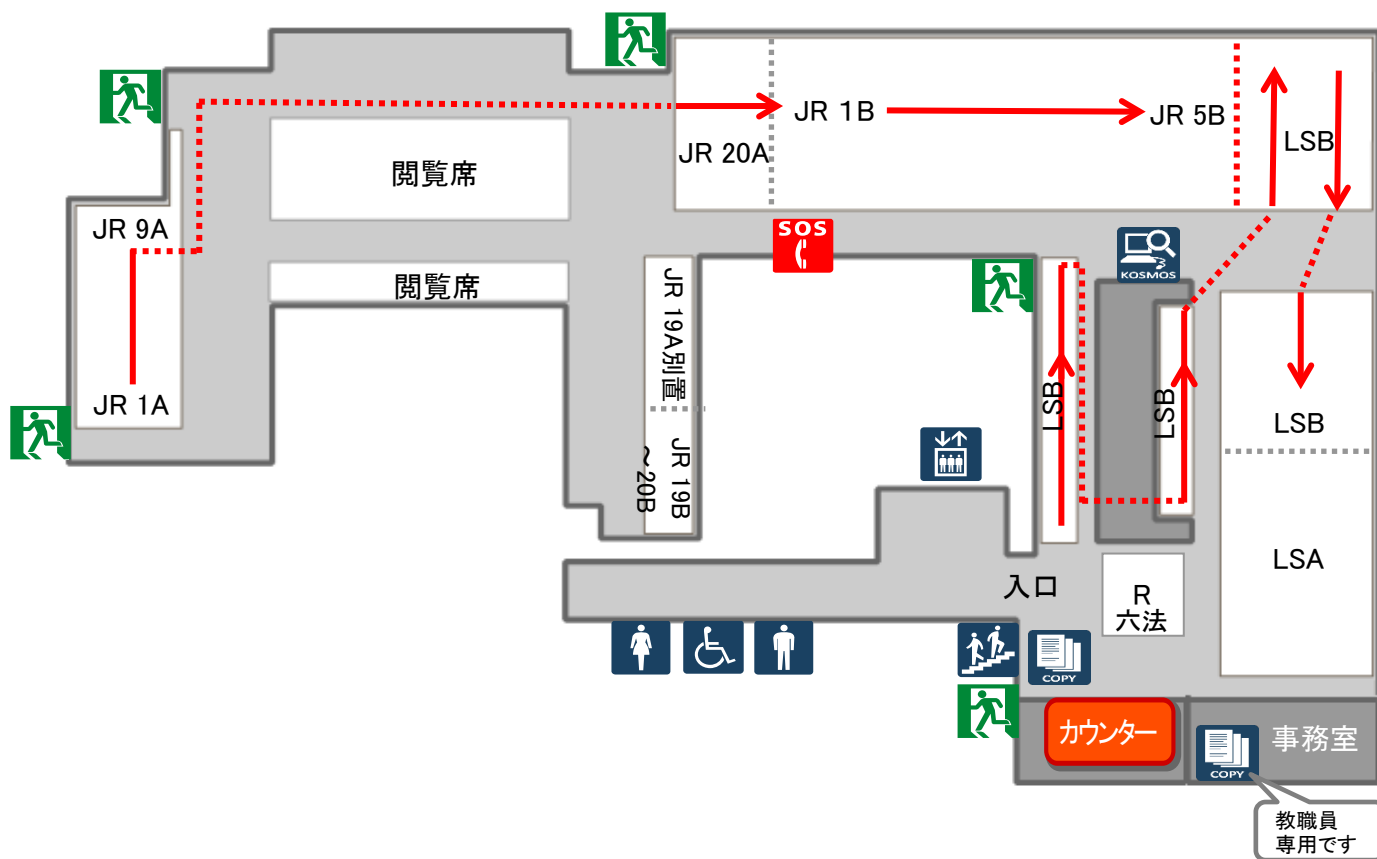 JR 1B
JR 5B
LSB
JR 20A
閲覧席
JR 9A
SOS
KOSMOS
閲覧席
JR 19A別置
JR 1A
LSB
LSB
LSB
JR 19B
～20B
LSA
入口
R
六法
COPY
カウンター
事務室
COPY
教職員
専用です